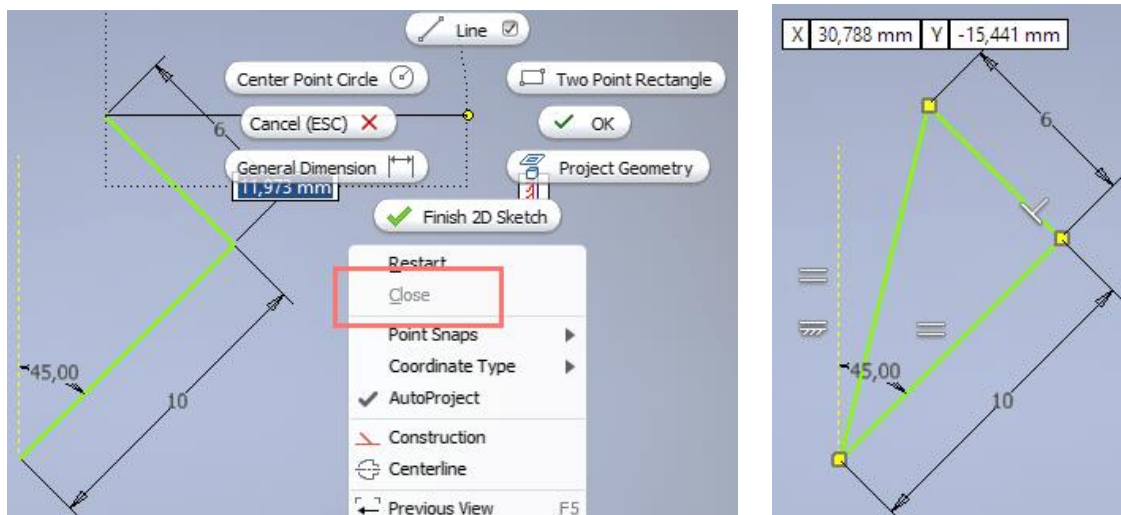 Line
Center Point Circle
Two Point Rectangle
6
Cancel (ESC)
OK
General Dimension
Project Geometry
11,973 mm
Finish 2D Sketch
Restart
Close
Point Snaps
Coordinate Type
45,00
10
AutoProject
Construction
Centerline
Previous View F5
X 30,788 mm Y -15,441 mm
6
45,00
10